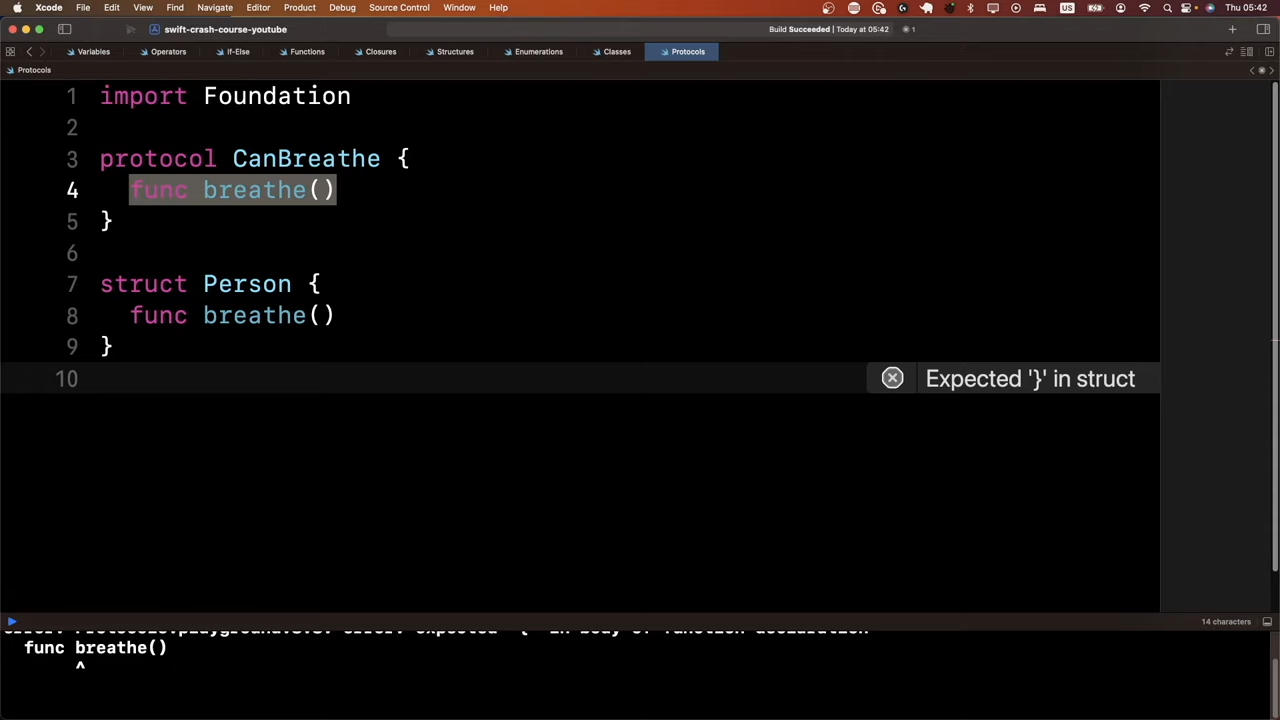 Xcode File Edit View Find Navigate Editor Product Debug Source Control Window Help US Thu 05:42
swift-crash-course-youtube Build Succeeded | Today at 05:42 1
Variables Operators If-Else Functions Closures Structures Enumerations Classes Protocols
Protocols
1 import Foundation
2
3 protocol CanBreathe {
4 func breathe()
5 }
6
7 struct Person {
8 func breathe()
9 }
10 Expected '}' in struct
14 characters
func breathe()
^